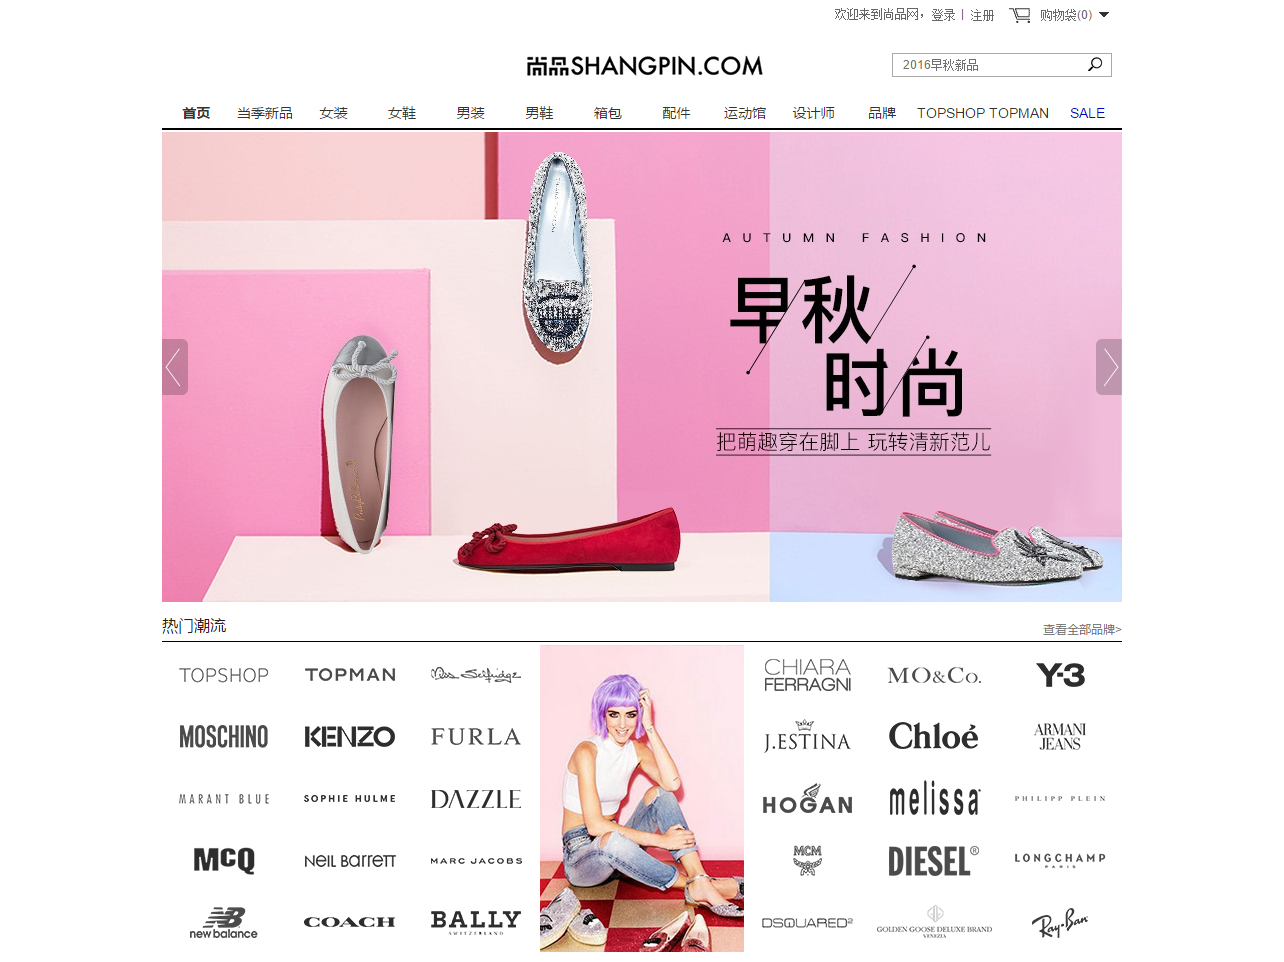 欢迎来到尚品网，登录 | 注册 购物袋(0)
尚品SHANGPIN.COM
2016早秋新品
首页 当季新品 女装 女鞋 男装 男鞋 箱包 配件 运动馆 设计师 品牌 TOPSHOP TOPMAN SALE
AUTUMN FASHION
早秋
时尚
把萌趣穿在脚上 玩转清新范儿
热门潮流 查看全部品牌>
TOPSHOP TOPMAN Miss Selfridge CHIARA FERRAGNI MO&Co. Y-3
MOSCHINO KENZO FURLA J.ESTINA Chloé ARMANI JEANS
MARANT BLUE SOPHIE HULME DAZZLE HOGAN melissa PHILIPP PLEIN
McQ NEIL BARRETT MARC JACOBS MCM DIESEL® LONGCHAMP PARIS
new balance COACH BALLY SWITZERLAND DSQUARED2 GOLDEN GOOSE DELUXE BRAND VENEZIA Ray-Ban